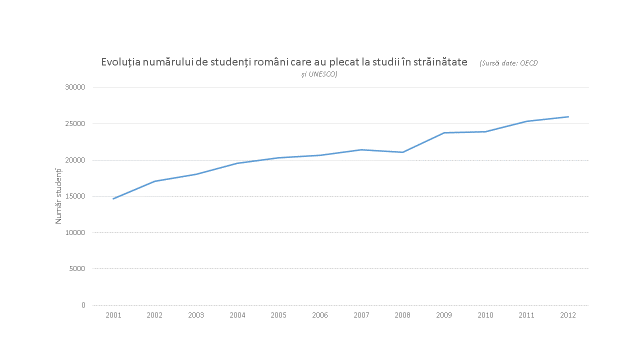 Evoluția numărului de studenți români care au plecat la studii în străinătate (Sursă date: OECD
și UNESCO)
30000
25000
20000
15000
10000
5000
0
Număr studenți
2001 2002 2003 2004 2005 2006 2007 2008 2009 2010 2011 2012